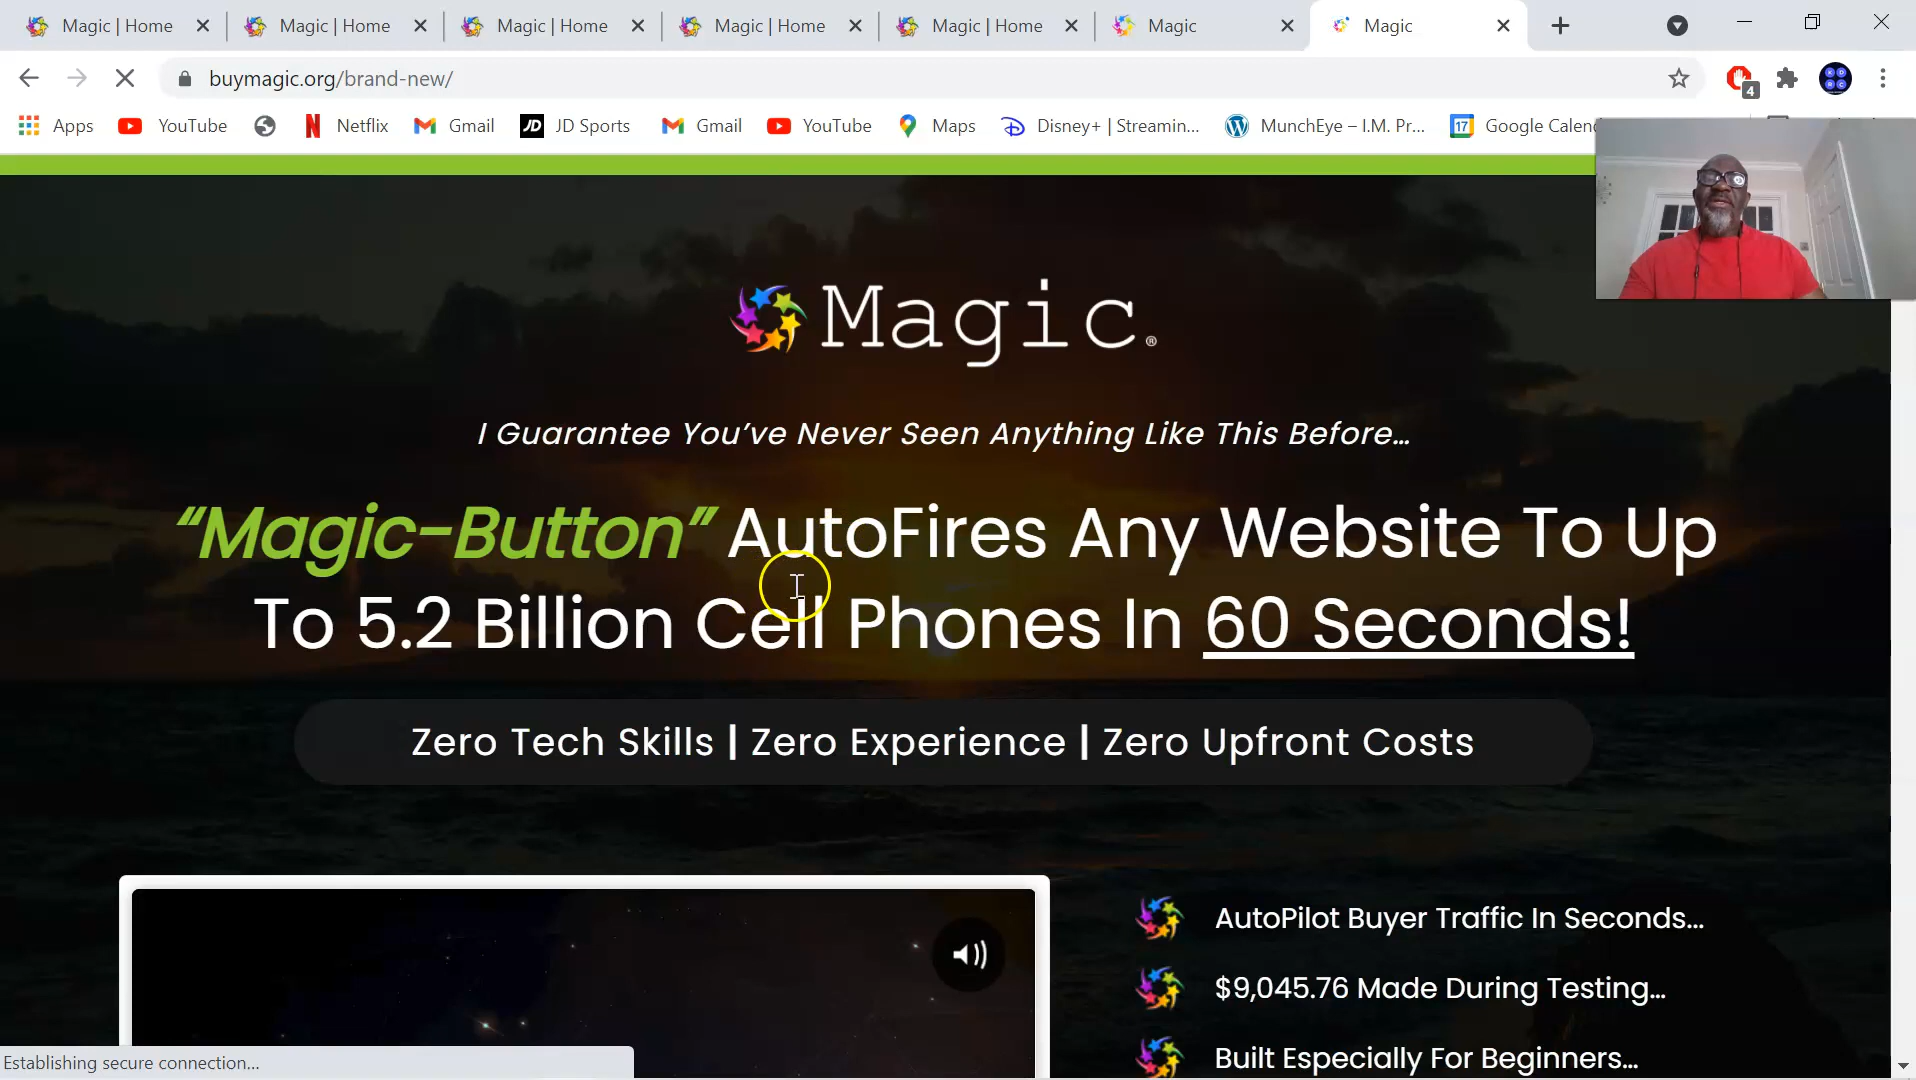 Magic | Home
Magic | Home
Magic | Home
Magic | Home
Magic | Home
Magic
Magic
buymagic.org/brand-new/
4
Apps
YouTube
Netflix
Gmail
JD
JD Sports
Gmail
YouTube
Maps
Disney+ | Streamin...
MunchEye – I.M. Pr...
17
Magic.®
I Guarantee You've Never Seen Anything Like This Before...
"Magic-Button" AutoFires Any Website To Up
To 5.2 Billion Cell Phones In 60 Seconds!
Zero Tech Skills | Zero Experience | Zero Upfront Costs
AutoPilot Buyer Traffic In Seconds...
$9,045.76 Made During Testing...
Built Especially For Beginners...
Establishing secure connection...